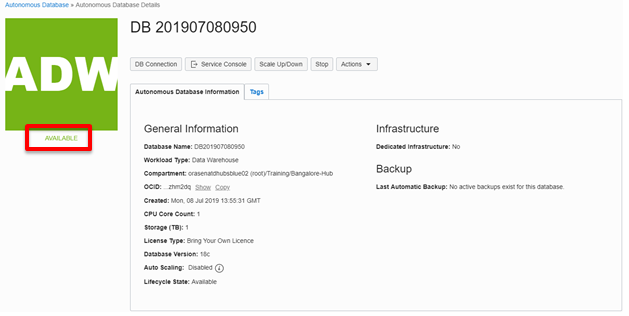 Autonomous Database » Autonomous Database Details
DB 201907080950
ADW
AVAILABLE
DB Connection Service Console Scale Up/Down Stop Actions
Autonomous Database Information Tags
General Information
Database Name: DB201907080950
Workload Type: Data Warehouse
Compartment: orasenatdhubsblue02 (root)/Training/Bangalore-Hub
OCID: ...zhm2dq Show Copy
Created: Mon, 08 Jul 2019 13:55:31 GMT
CPU Core Count: 1
Storage (TB): 1
License Type: Bring Your Own Licence
Database Version: 18c
Auto Scaling: Disabled
Lifecycle State: Available
Infrastructure
Dedicated Infrastructure: No
Backup
Last Automatic Backup: No active backups exist for this database.